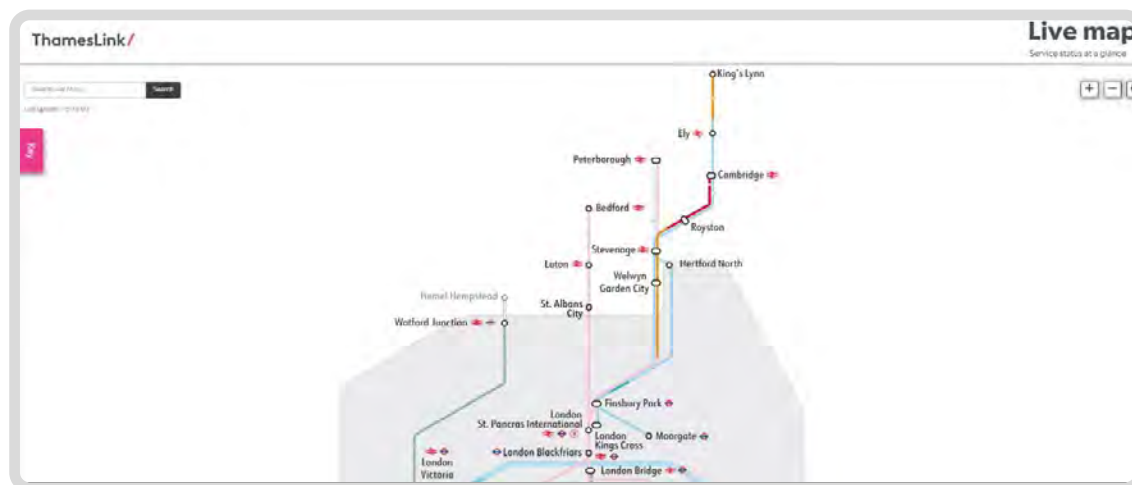 ThamesLink/
Live map
Service status at a glance
Search
King's Lynn
Ely
Peterborough
Cambridge
Bedford
Royston
Stevenage
Luton
Hertford North
Welwyn
Garden City
Hemel Hempstead
St. Albans
City
Watford Junction
Finsbury Park
London
St. Pancras International
London
Kings Cross
Moorgate
London Blackfriars
London
Victoria
London Bridge
Key